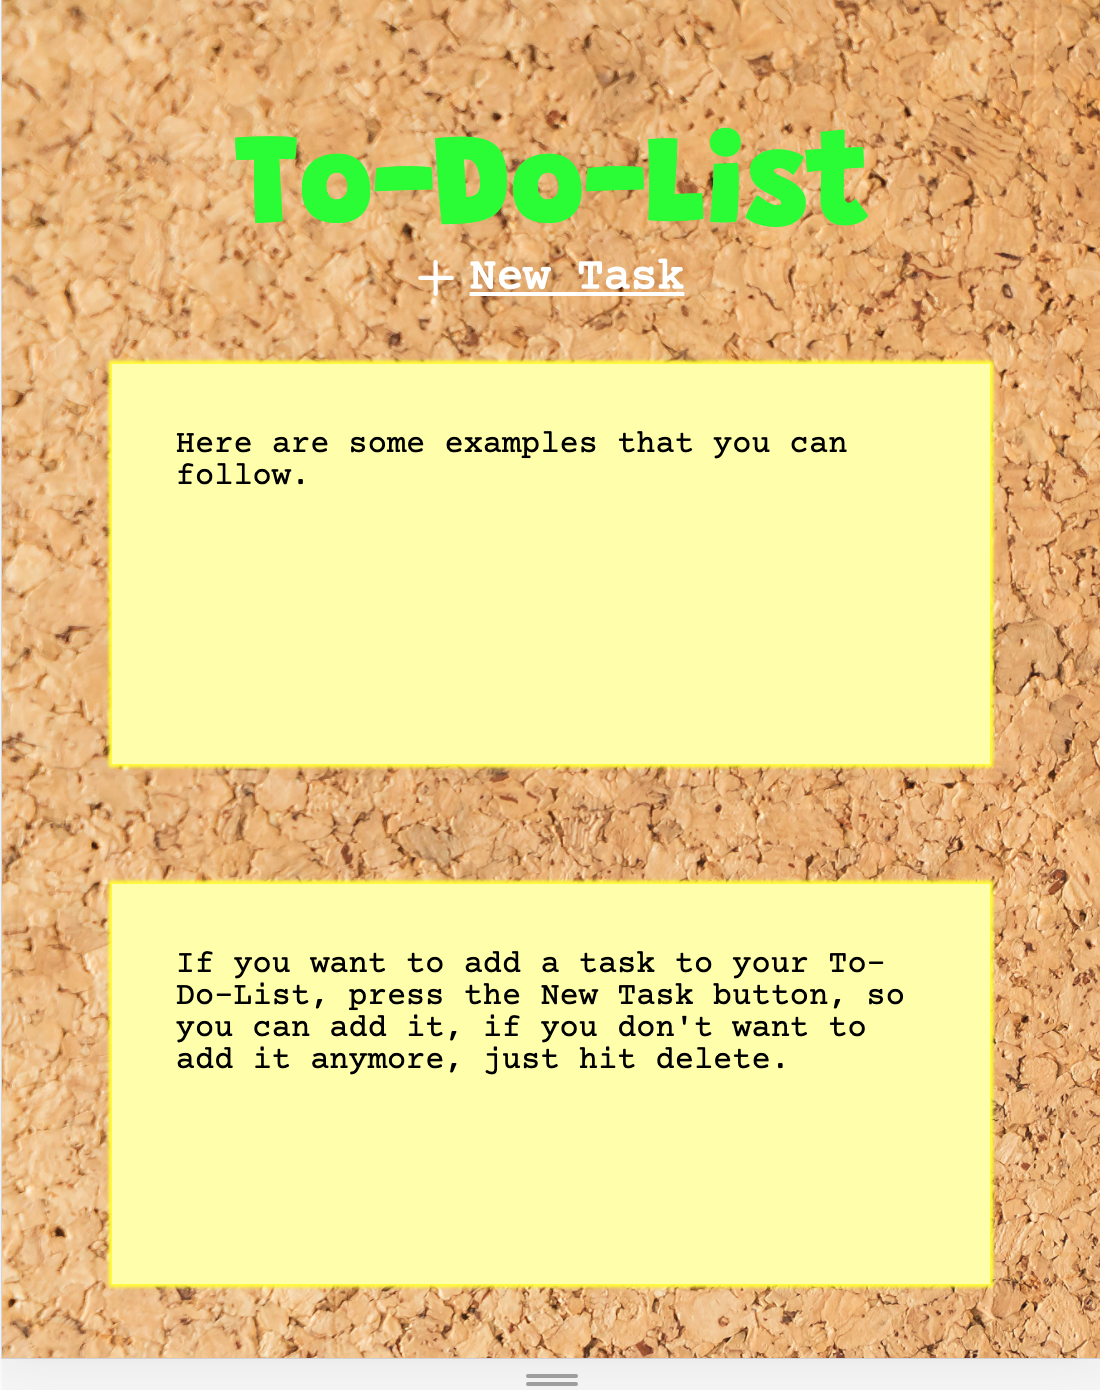 To-Do-List
+ New Task
Here are some examples that you can
follow.
If you want to add a task to your To-
Do-List, press the New Task button, so
you can add it, if you don't want to
add it anymore, just hit delete.